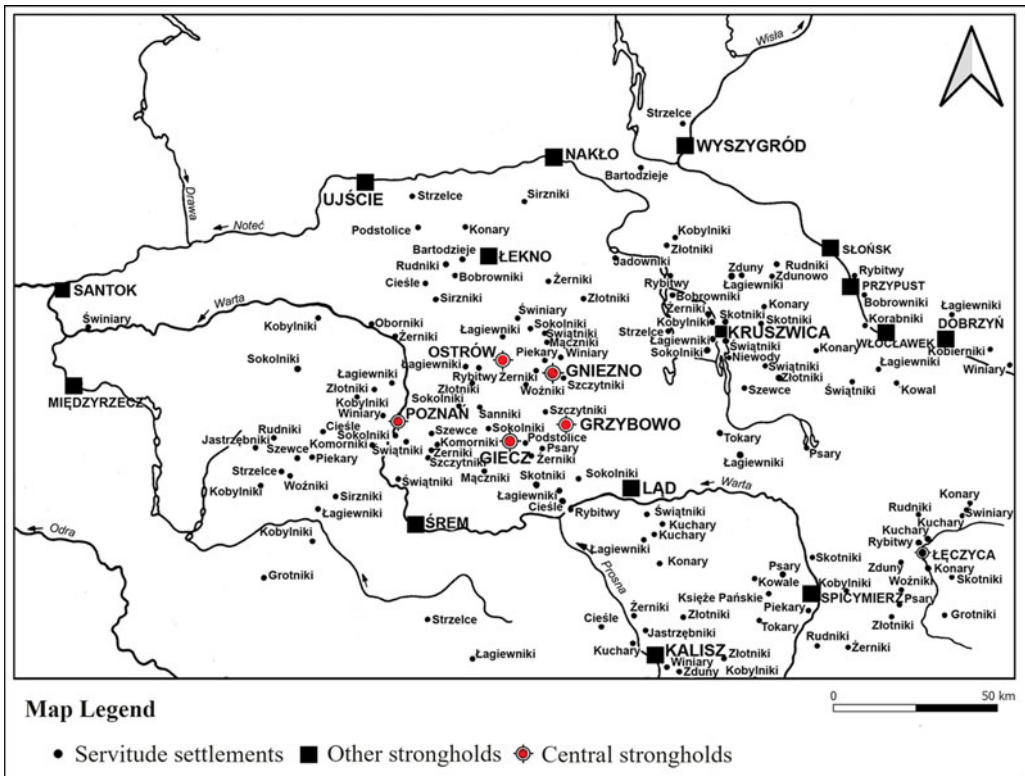 Wisła
Strzelce
WYSZYGRÓD
NAKŁO
Bartodzieje
UJŚCIE
Strzelce
Sirzniki
Drawa
Noteć
Podstolice
Konary
Kobylniki
Złotniki
SŁOŃSK
Bartodzieje
ŁEKNO
Jadowniki
Rudniki
Bobrowniki
Zduny
Rudniki
Zdunowo
Rybitwy
Cieśle
Żerniki
Rybitwy
Łagiewniki
PRZYPUST
SANTOK
Sirzniki
Złotniki
Bobrowniki
Konary
Bobrowniki
Łagiewniki
Warta
Świniary
Żerniki
Skotniki
Korabniki
DOBRZYŃ
Świniary
Kobylniki
Oborniki
Sokolniki
Kobylniki
Skotniki
Łagiewniki
Świątniki
Strzelce
KRUSZWICA
WŁOCŁAWEK
Żerniki
Mączniki
Łagiewniki
Świątniki
Konary
Kobierniki
OSTRÓW
Piekary
Winiary
Sokolniki
Niewody
Łagiewniki
Sokolniki
Łagiewniki
GNIEZNO
Świątniki
Winiary
Łagiewniki
Rybitwy
Żerniki
Szczytniki
Złotniki
MIĘDZYRZECZ
Złotniki
Złotniki
Woźniki
Szewce
Świątniki
Kowal
Kobylniki
Sokolniki
Winiary
POZNAŃ
Sanniki
Szczytniki
Rudniki
Cieśle
Szewce
Sokolniki
GRZYBOWO
Jastrzębniki
Sokolniki
Komorniki
Podstolice
Tokary
Szewce
Komorniki
Świątniki
Żerniki
GIECZ
Psary
Psary
Piekary
Szczytniki
Żerniki
Łagiewniki
Strzelce
Woźniki
Mączniki
Skotniki
Sokolniki
Kobylniki
Świątniki
LĄD
Warta
Sirzniki
Łagiewniki
Konary
Łagiewniki
Cieśle
Rudniki
Świniary
Odra
ŚREM
Rybitwy
Świątniki
Kuchary
Kobylniki
Kuchary
Rybitwy
Kuchary
ŁĘCZYCA
Łagiewniki
Skotniki
Konary
Psary
Zduny
Konary
Grotniki
Prosna
Kowale
Kobylniki
Woźniki
Skotniki
Księże Pańskie
SPICYMIERZ
Psary
Strzelce
Cieśle
Żerniki
Złotniki
Piekary
Złotniki
Grotniki
Jastrzębniki
Tokary
Rudniki
Łagiewniki
Kuchary
KALISZ
Złotniki
Żerniki
Winiary
Zduny
Kobylniki
Map Legend
0
50 km
Servitude settlements
Other strongholds
Central strongholds